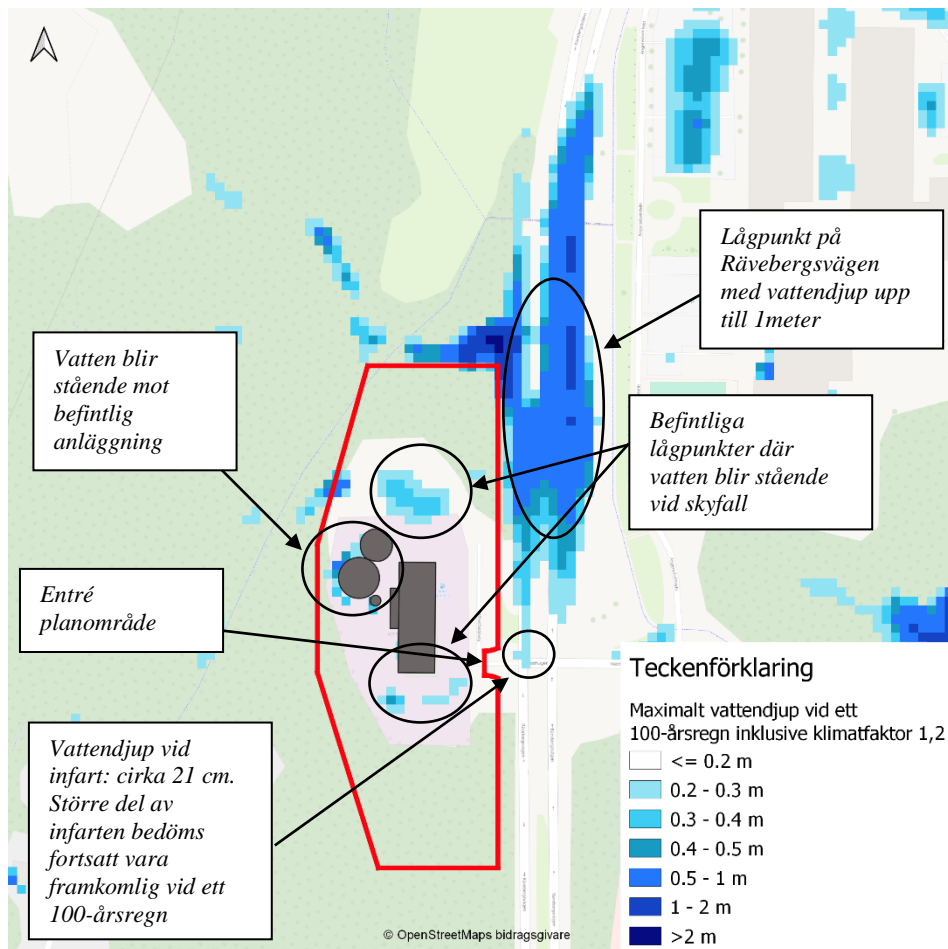 Lågpunkt på
Rävebergsvägen
med vattendjup upp
till 1meter
Vatten blir
stående mot
befintlig
anläggning
Befintliga
lågpunkter där
vatten blir stående
vid skyfall
Entré
planområde
Vattendjup vid
infart: cirka 21 cm.
Större del av
infarten bedöms
fortsatt vara
framkomlig vid ett
100-årsregn
Teckenförklaring
Maximalt vattendjup vid ett
100-årsregn inklusive klimatfaktor 1,2
<= 0.2 m
0.2 - 0.3 m
0.3 - 0.4 m
0.4 - 0.5 m
0.5 - 1 m
1 - 2 m
>2 m
© OpenStreetMaps bidragsgivare